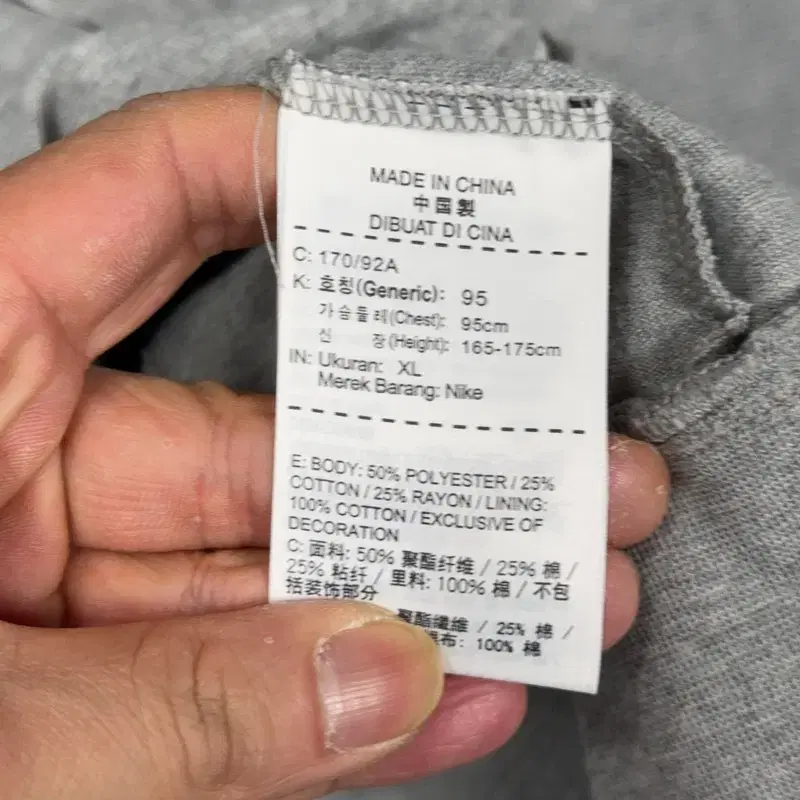 MADE IN CHINA
中国製
DIBUAT DI CINA
C: 170/92A
K: 호칭(Generic): 95
가슴둘레(Chest): 95cm
신 장(Height): 165-175cm
IN: Ukuran: XL
Merek Barang: Nike
E: BODY: 50% POLYESTER / 25%
COTTON / 25% RAYON / LINING:
100% COTTON / EXCLUSIVE OF
DECORATION
C: 面料: 50% 聚酯纤维 / 25% 棉 /
25% 粘纤 / 里料: 100% 棉 / 不包
括装饰部分
聚酯纖維 / 25% 棉 /
布: 100% 棉